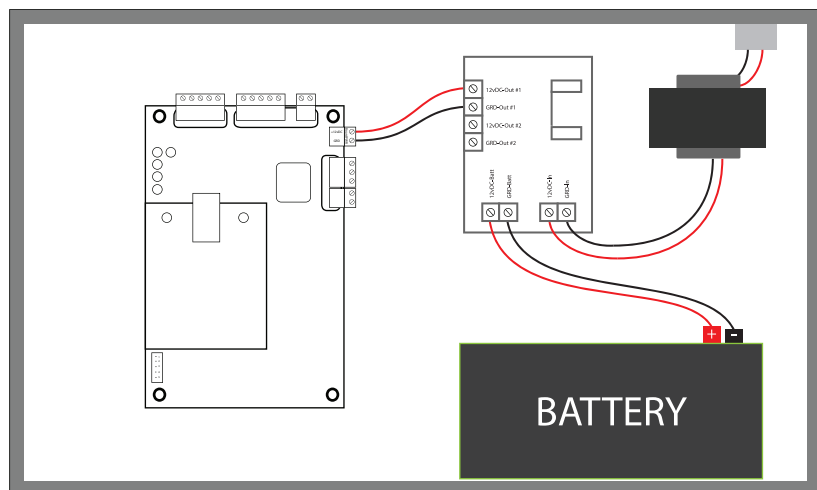 12vDC-Out #1
GRD-Out #1
12vDC-Out #2
GRD-Out #2
12vDC-Batt
GRD-Batt
12vDC-In
GRD-In
+
-
BATTERY